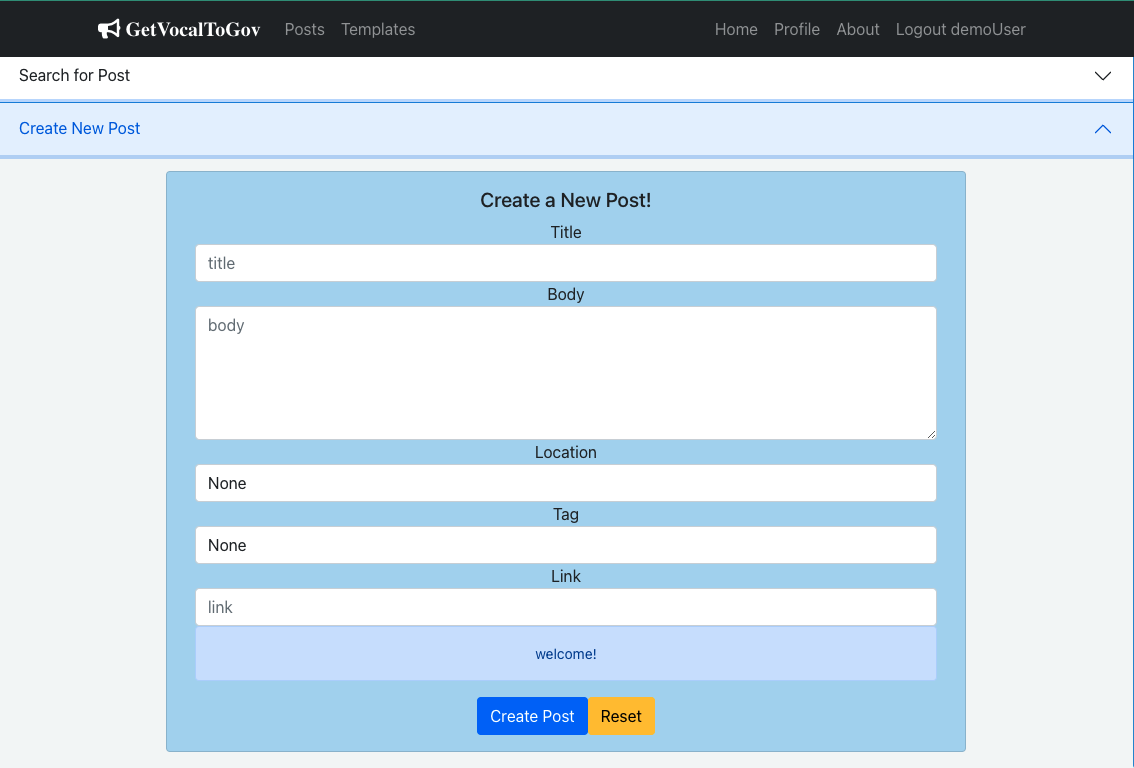 GetVocalToGov Posts Templates Home Profile About Logout demoUser
Search for Post
Create New Post
Create a New Post!
Title
title
Body
body
Location
None
Tag
None
Link
link
welcome!
Create Post Reset